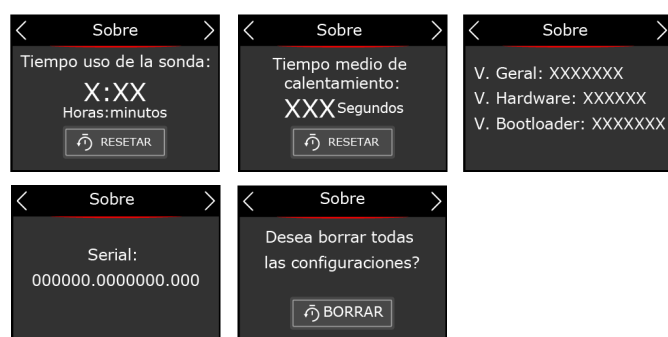 Sobre
Tiempo uso de la sonda:
X:XX
Horas:minutos
RESETAR
Sobre
Tiempo medio de
calentamiento:
XXX Segundos
RESETAR
Sobre
V. Geral: XXXXXXX
V. Hardware: XXXXXX
V. Bootloader: XXXXXXX
Sobre
Serial:
000000.0000000.000
Sobre
Desea borrar todas
las configuraciones?
BORRAR